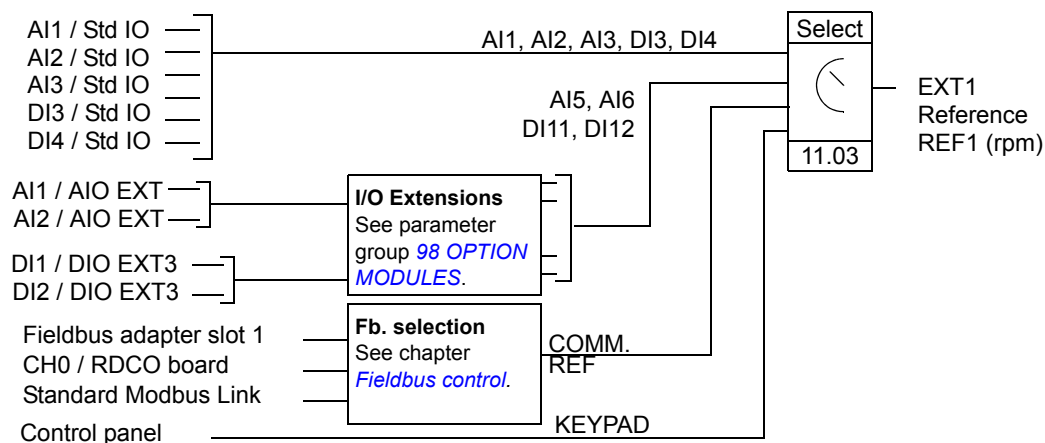 AI1 / Std IO
AI2 / Std IO
AI3 / Std IO
DI3 / Std IO
DI4 / Std IO
AI1, AI2, AI3, DI3, DI4
Select
11.03
EXT1
Reference
REF1 (rpm)
AI5, AI6
DI11, DI12
AI1 / AIO EXT
AI2 / AIO EXT
DI1 / DIO EXT3
DI2 / DIO EXT3
I/O Extensions
See parameter
group 98 OPTION
MODULES.
Fieldbus adapter slot 1
CH0 / RDCO board
Standard Modbus Link
Fb. selection
See chapter
Fieldbus control.
COMM.
REF
Control panel
KEYPAD